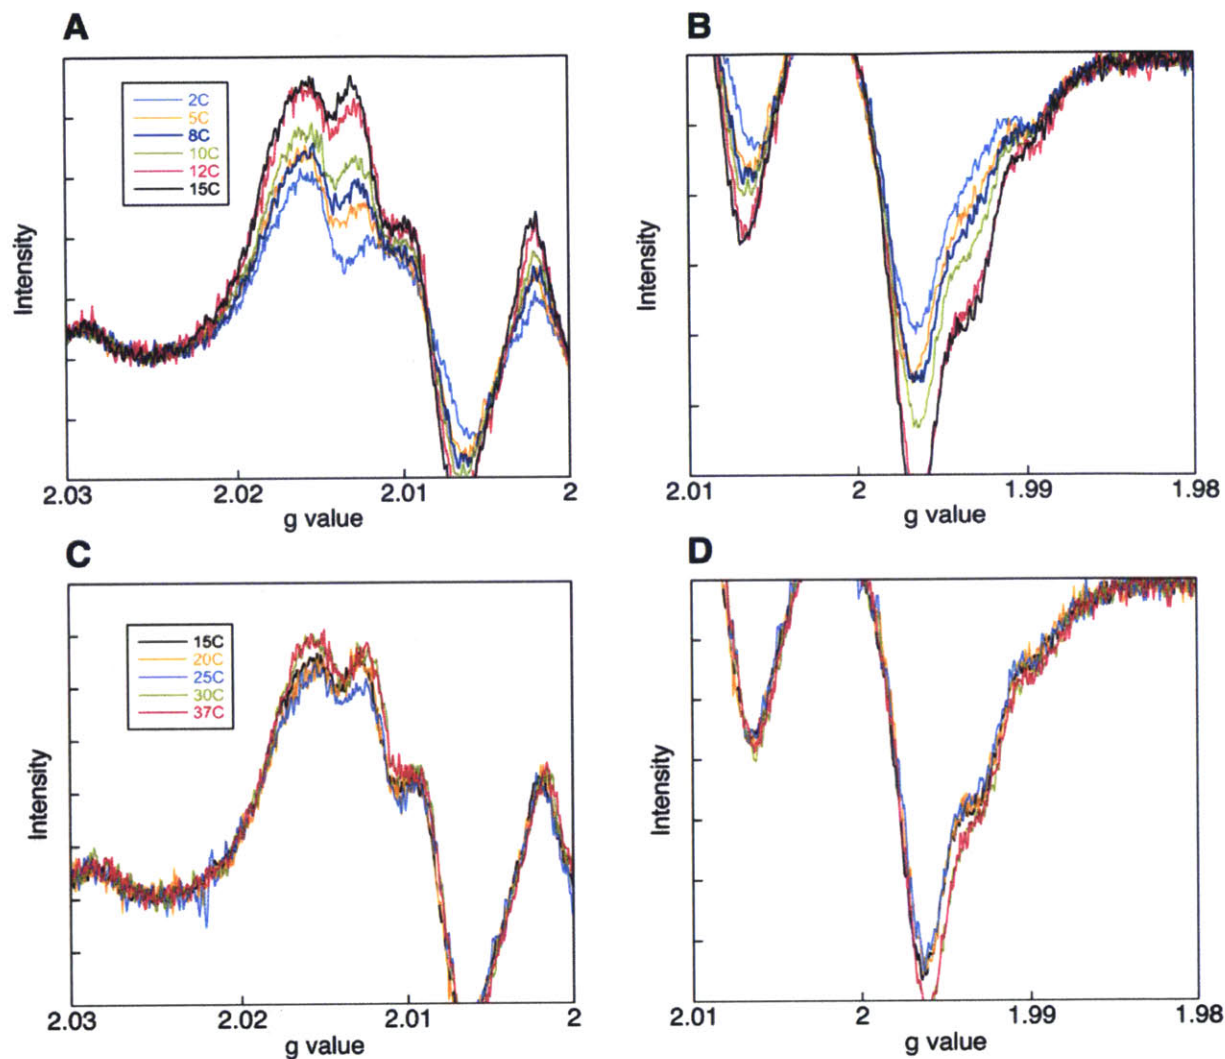 A
2C
5C
8C
10C
12C
15C
Intensity
2.03
2.02
2.01
2
g value
B
Intensity
2.01
2
1.99
1.98
g value
C
15C
20C
25C
30C
37C
Intensity
2.03
2.02
2.01
2
g value
D
Intensity
2.01
2
1.99
1.98
g value